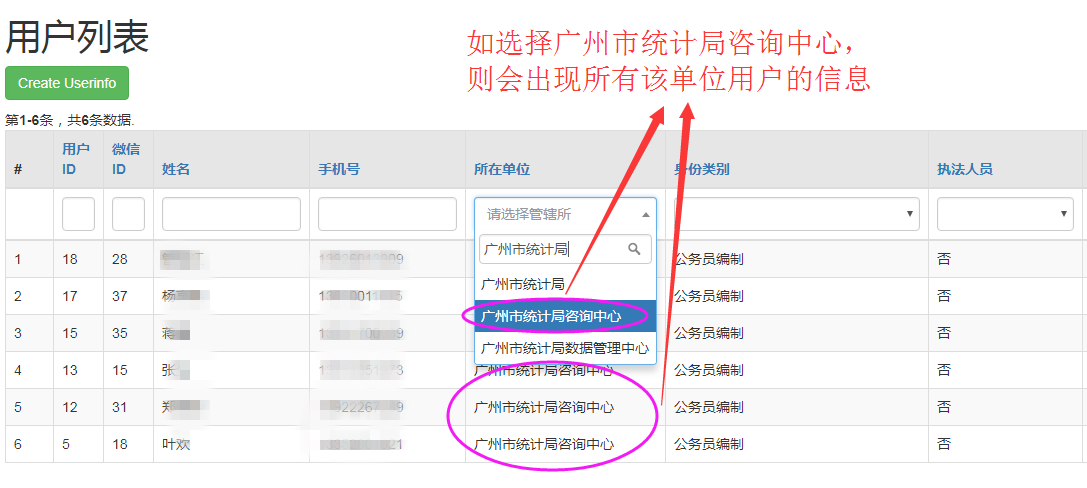 用户列表
如选择广州市统计局咨询中心，
则会出现所有该单位用户的信息
Create Userinfo
第1-6条，共6条数据.
# 用户ID 微信ID 姓名 手机号 所在单位 身份类别 执法人员
请选择管辖所
广州市统计局
广州市统计局
广州市统计局咨询中心
广州市统计局数据管理中心
1 18 28 公务员编制 否
2 17 37 杨 公务员编制 否
3 15 35 蒋 公务员编制 否
4 13 15 张 广州市统计局咨询中心 公务员编制 否
5 12 31 郑 广州市统计局咨询中心 公务员编制 否
6 5 18 叶欢 广州市统计局咨询中心 公务员编制 否